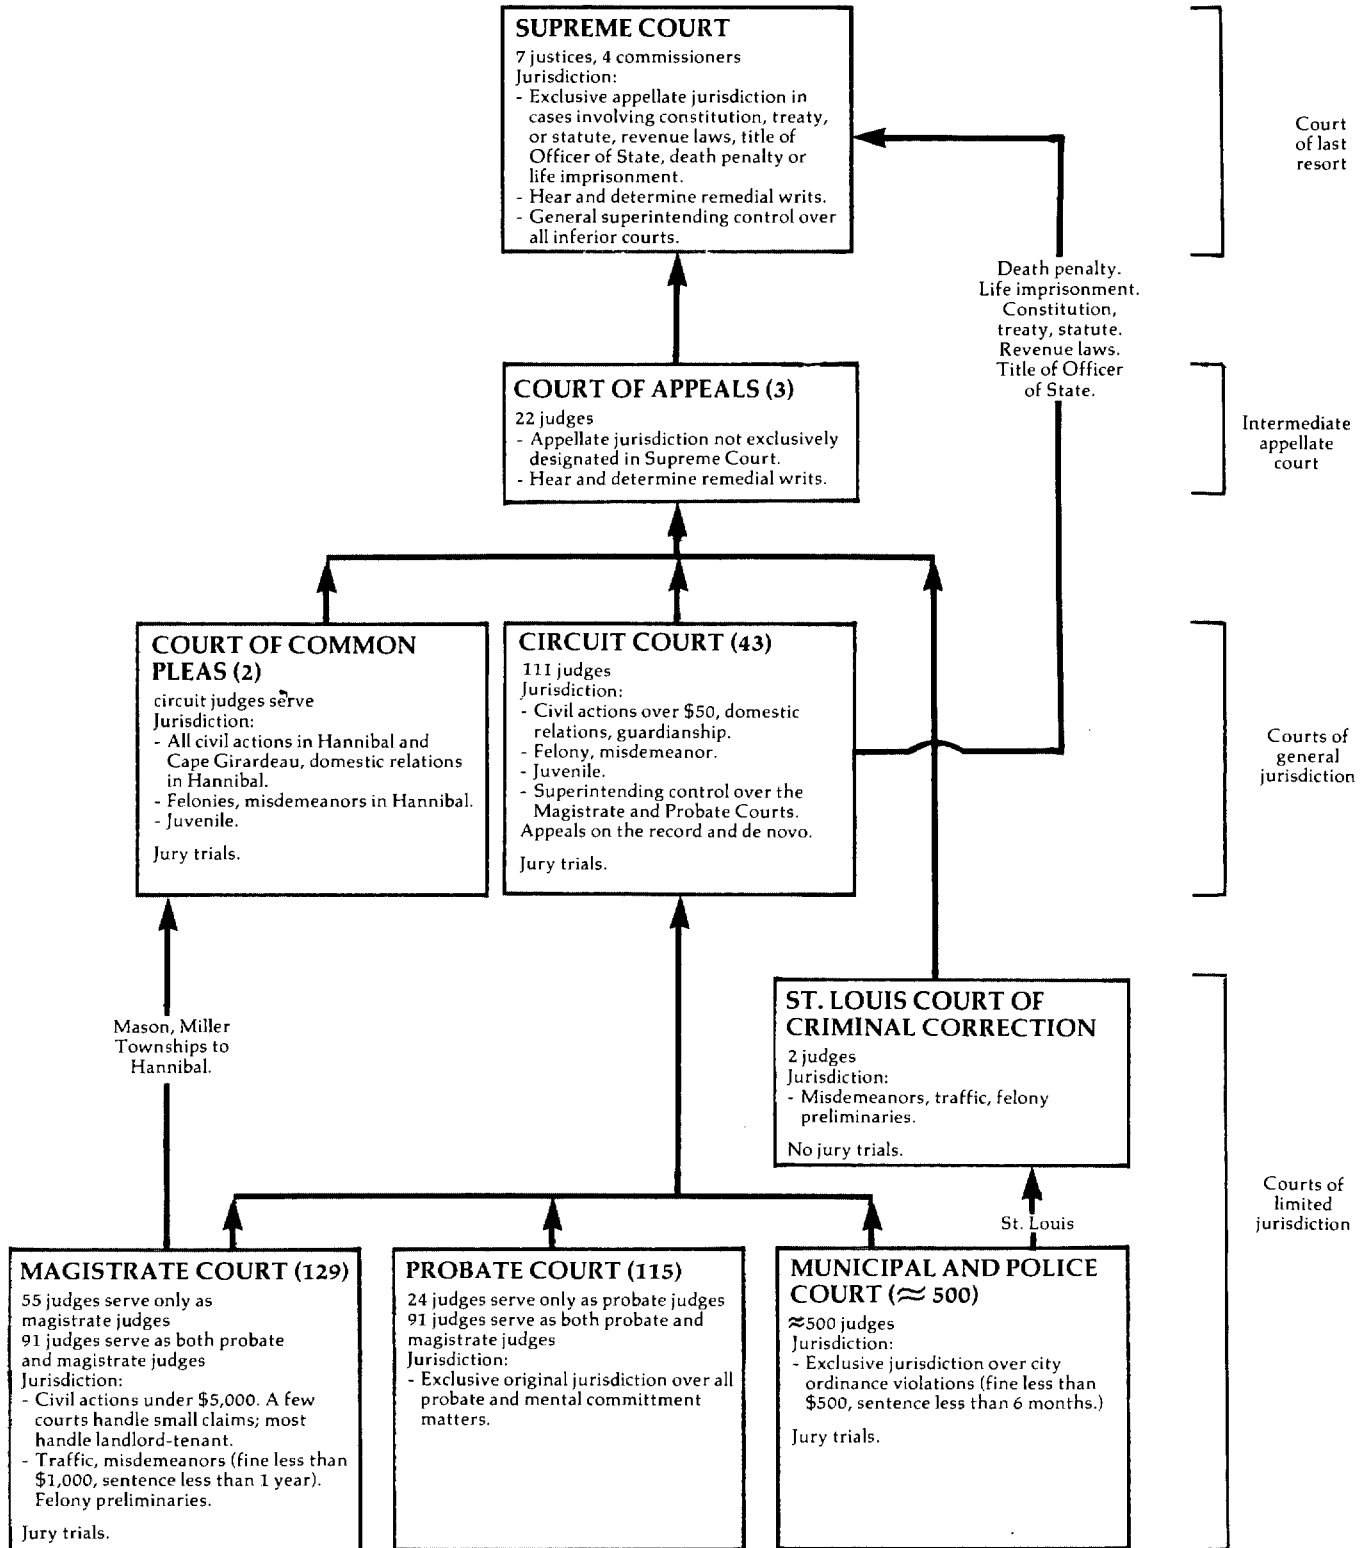 SUPREME COURT
7 justices, 4 commissioners
Jurisdiction:
- Exclusive appellate jurisdiction in
cases involving constitution, treaty,
or statute, revenue laws, title of
Officer of State, death penalty or
life imprisonment.
- Hear and determine remedial writs.
- General superintending control over
all inferior courts.
Court
of last
resort
Death penalty.
Life imprisonment.
Constitution,
treaty, statute.
Revenue laws.
Title of Officer
of State.
COURT OF APPEALS (3)
22 judges
- Appellate jurisdiction not exclusively
designated in Supreme Court.
- Hear and determine remedial writs.
Intermediate
appellate
court
COURT OF COMMON
PLEAS (2)
circuit judges serve
Jurisdiction:
- All civil actions in Hannibal and
Cape Girardeau, domestic relations
in Hannibal.
- Felonies, misdemeanors in Hannibal.
- Juvenile.
Jury trials.
CIRCUIT COURT (43)
111 judges
Jurisdiction:
- Civil actions over $50, domestic
relations, guardianship.
- Felony, misdemeanor.
- Juvenile.
- Superintending control over the
Magistrate and Probate Courts.
Appeals on the record and de novo.
Jury trials.
Courts of
general
jurisdiction
Mason, Miller
Townships to
Hannibal.
ST. LOUIS COURT OF
CRIMINAL CORRECTION
2 judges
Jurisdiction:
- Misdemeanors, traffic, felony
preliminaries.
No jury trials.
St. Louis
Courts of
limited
jurisdiction
MAGISTRATE COURT (129)
55 judges serve only as
magistrate judges
91 judges serve as both probate
and magistrate judges
Jurisdiction:
- Civil actions under $5,000. A few
courts handle small claims; most
handle landlord-tenant.
- Traffic, misdemeanors (fine less than
$1,000, sentence less than 1 year).
Felony preliminaries.
Jury trials.
PROBATE COURT (115)
24 judges serve only as probate judges
91 judges serve as both probate and
magistrate judges
Jurisdiction:
- Exclusive original jurisdiction over all
probate and mental committment
matters.
MUNICIPAL AND POLICE
COURT (≈ 500)
≈500 judges
Jurisdiction:
- Exclusive jurisdiction over city
ordinance violations (fine less than
$500, sentence less than 6 months.)
Jury trials.